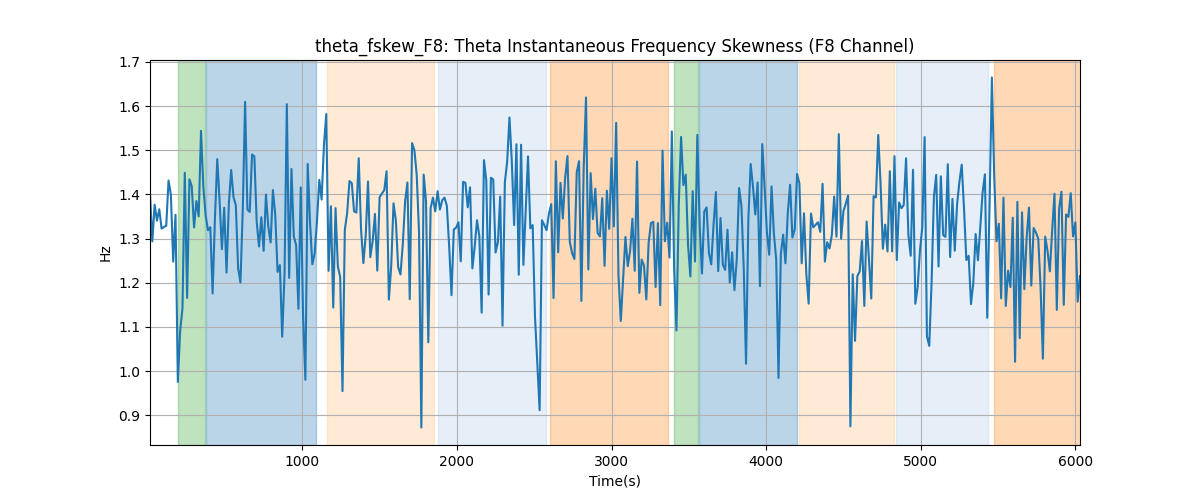 theta_fskew_F8: Theta Instantaneous Frequency Skewness (F8 Channel)
1.7
1.6
1.5
1.4
1.3
1.2
1.1
1.0
0.9
Hz
1000 2000 3000 4000 5000 6000
Time(s)